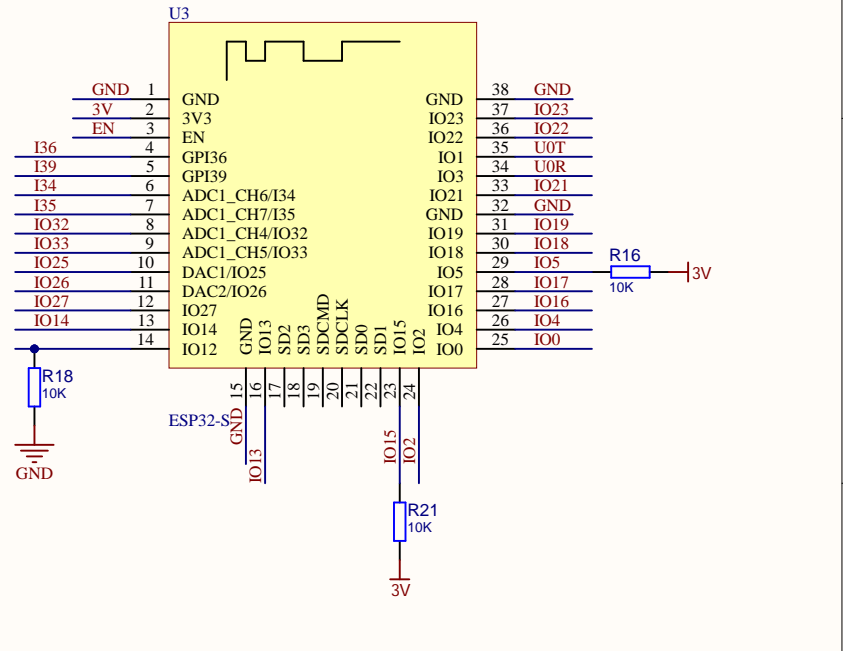 U3
GND 1 GND GND 38 GND
3V 2 3V3 IO23 37 IO23
EN 3 EN IO22 36 IO22
I36 4 GPI36 IO1 35 U0T
I39 5 GPI39 IO3 34 U0R
I34 6 ADC1_CH6/I34 IO21 33 IO21
I35 7 ADC1_CH7/I35 GND 32 GND
IO32 8 ADC1_CH4/IO32 IO19 31 IO19
IO33 9 ADC1_CH5/IO33 IO18 30 IO18
IO25 10 DAC1/IO25 IO5 29 IO5 R16 10K 3V
IO26 11 DAC2/IO26 IO17 28 IO17
IO27 12 IO27 IO16 27 IO16
IO14 13 IO14 IO4 26 IO4
14 IO12 IO0 25 IO0
GND IO13 SD2 SD3 SDCMD SDCLK SD0 SD1 IO15 IO2
15 16 17 18 19 20 21 22 23 24
R18
10K
GND
ESP32-S
GND IO13 IO15 IO2
R21
10K
3V